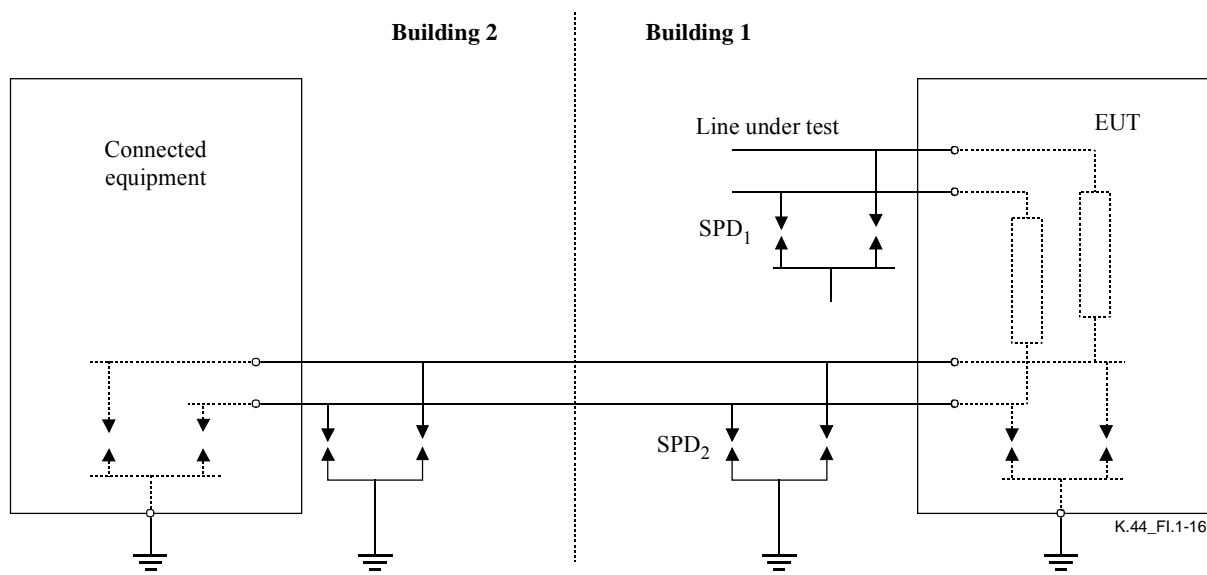 Building 2
Building 1
Line under test
EUT
Connected
equipment
SPD1
SPD2
K.44_FI.1-16